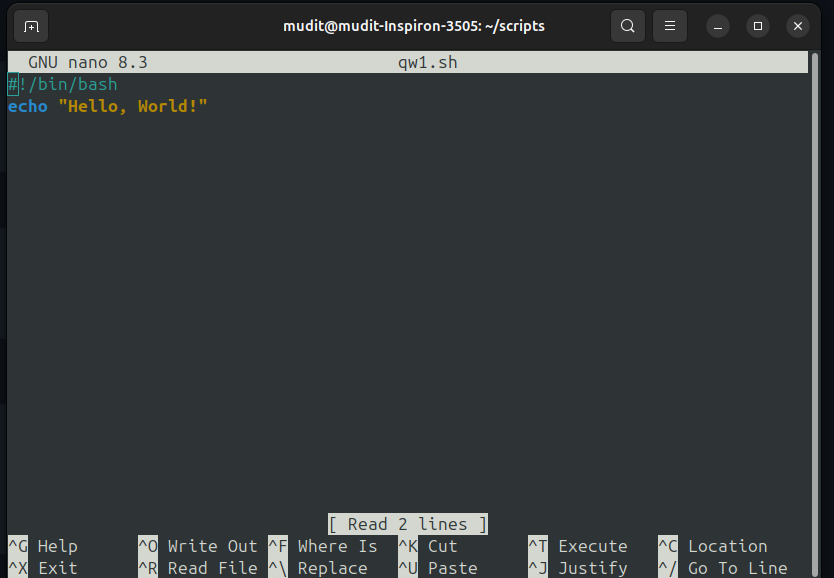 mudit@mudit-Inspiron-3505: ~/scripts
GNU nano 8.3 qw1.sh
#!/bin/bash
echo "Hello, World!"
[ Read 2 lines ]
^G Help ^O Write Out ^F Where Is ^K Cut ^T Execute ^C Location
^X Exit ^R Read File ^\ Replace ^U Paste ^J Justify ^/ Go To Line